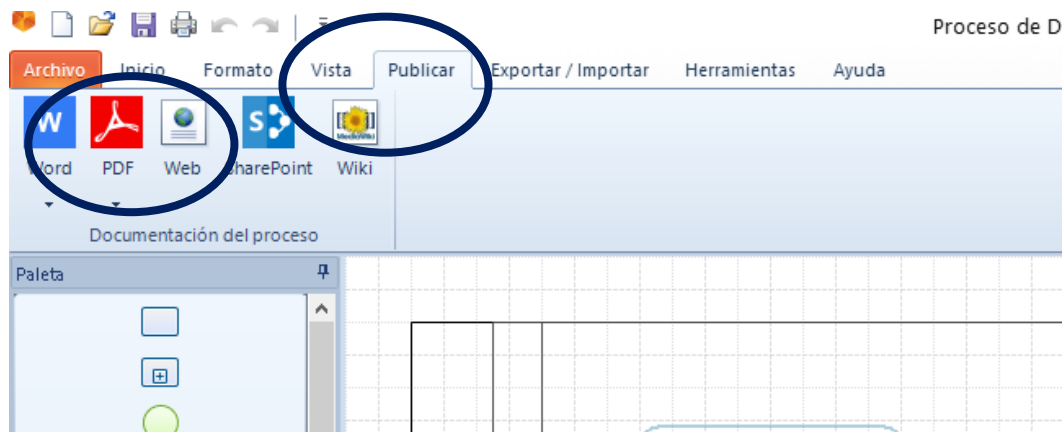 Proceso de D
Archivo Inicio Formato Vista Publicar Exportar / Importar Herramientas Ayuda
Word PDF Web SharePoint Wiki
Documentación del proceso
Paleta